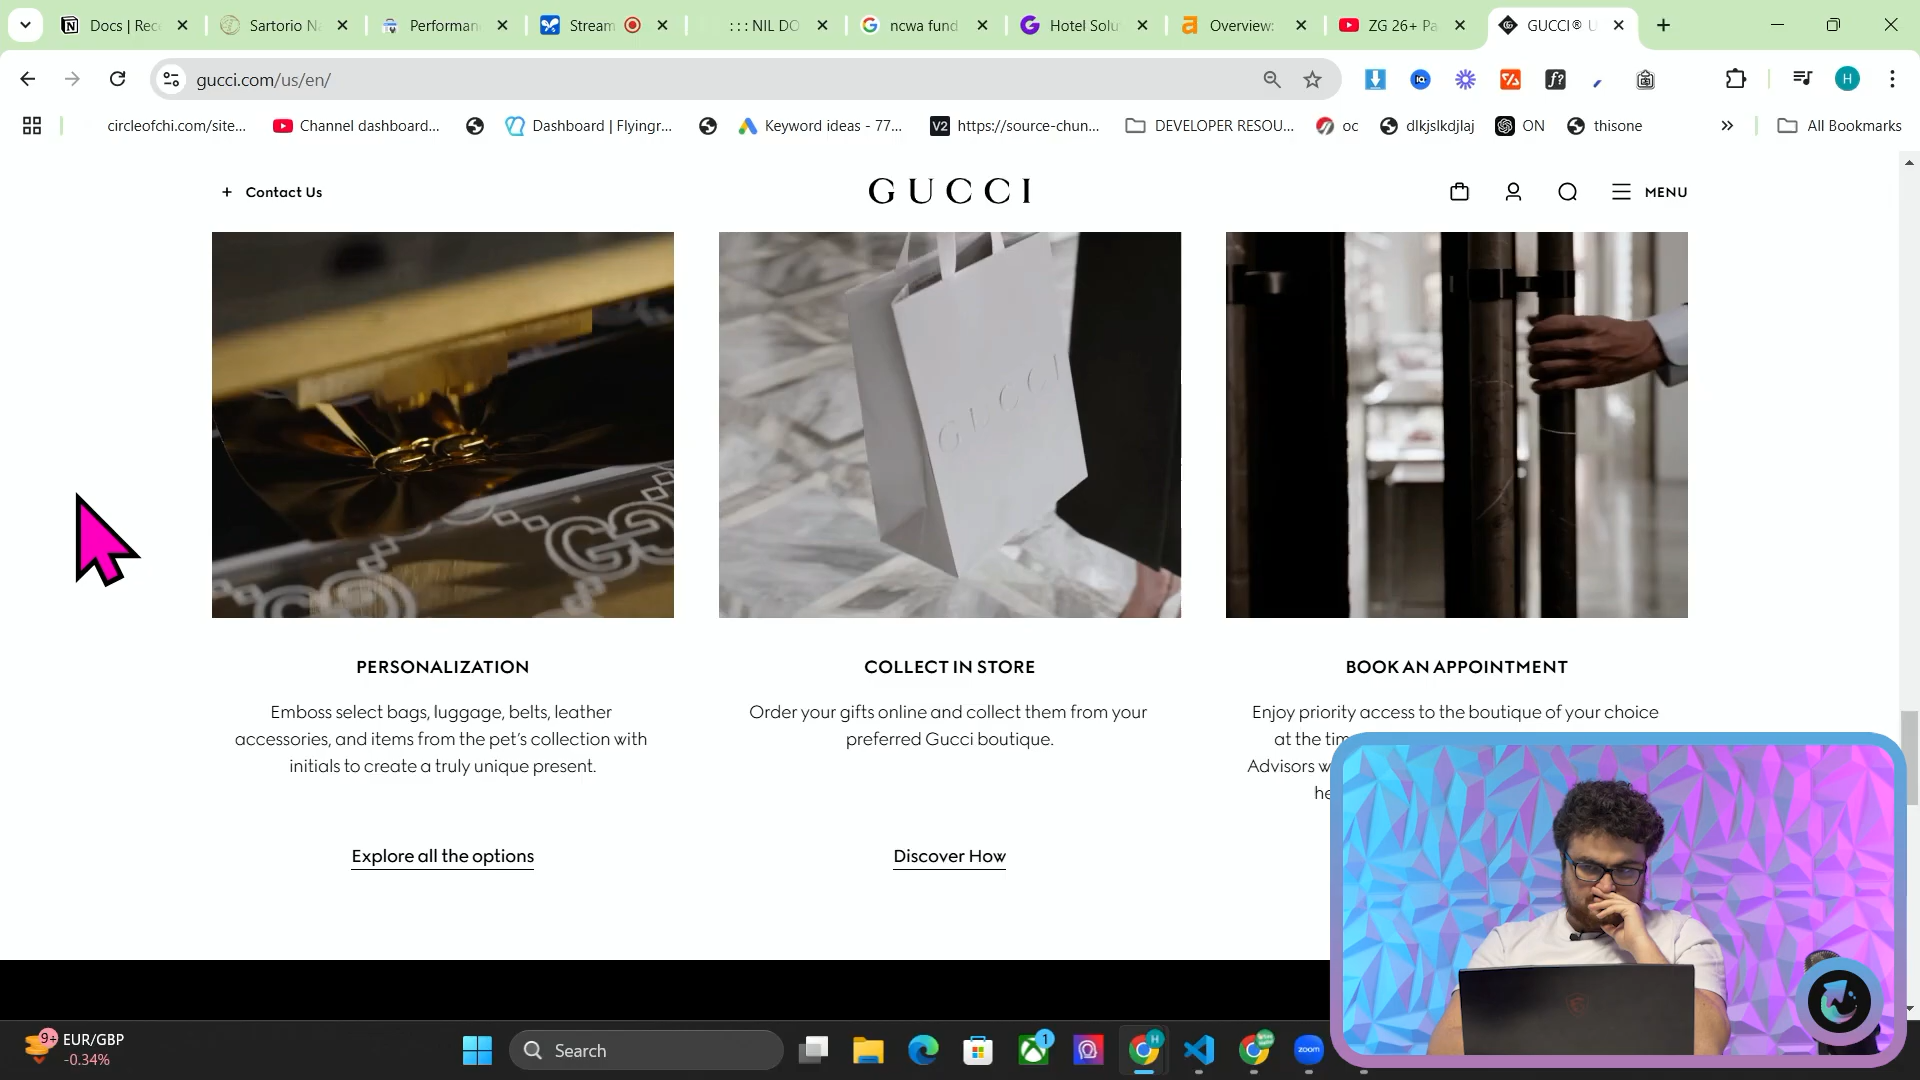 Docs | Rec
Sartorio N
Performan
Stream
: : : NIL DO
ncwa fund
Hotel Solu
Overview:
ZG 26+ Pa
GUCCI® U
gucci.com/us/en/
circleofchi.com/site...
Channel dashboard...
Dashboard | Flyingr...
Keyword ideas - 77...
V2
https://source-chun...
DEVELOPER RESOU...
oc
dlkjslkdjlaj
ON
thisone
All Bookmarks
+ Contact Us
GUCCI
MENU
GUCCI
PERSONALIZATION
Emboss select bags, luggage, belts, leather
accessories, and items from the pet's collection with
initials to create a truly unique present.
Explore all the options
COLLECT IN STORE
Order your gifts online and collect them from your
preferred Gucci boutique.
Discover How
BOOK AN APPOINTMENT
Enjoy priority access to the boutique of your choice
at the
Advisors
9+
EUR/GBP
-0.34%
Search
1
H
zoom